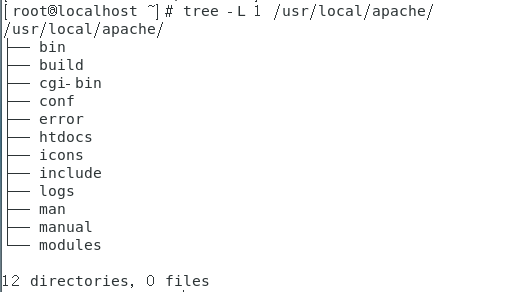 [root@localhost ~]# tree -L 1 /usr/local/apache/
/usr/local/apache/
├── bin
├── build
├── cgi-bin
├── conf
├── error
├── htdocs
├── icons
├── include
├── logs
├── man
├── manual
└── modules
12 directories, 0 files